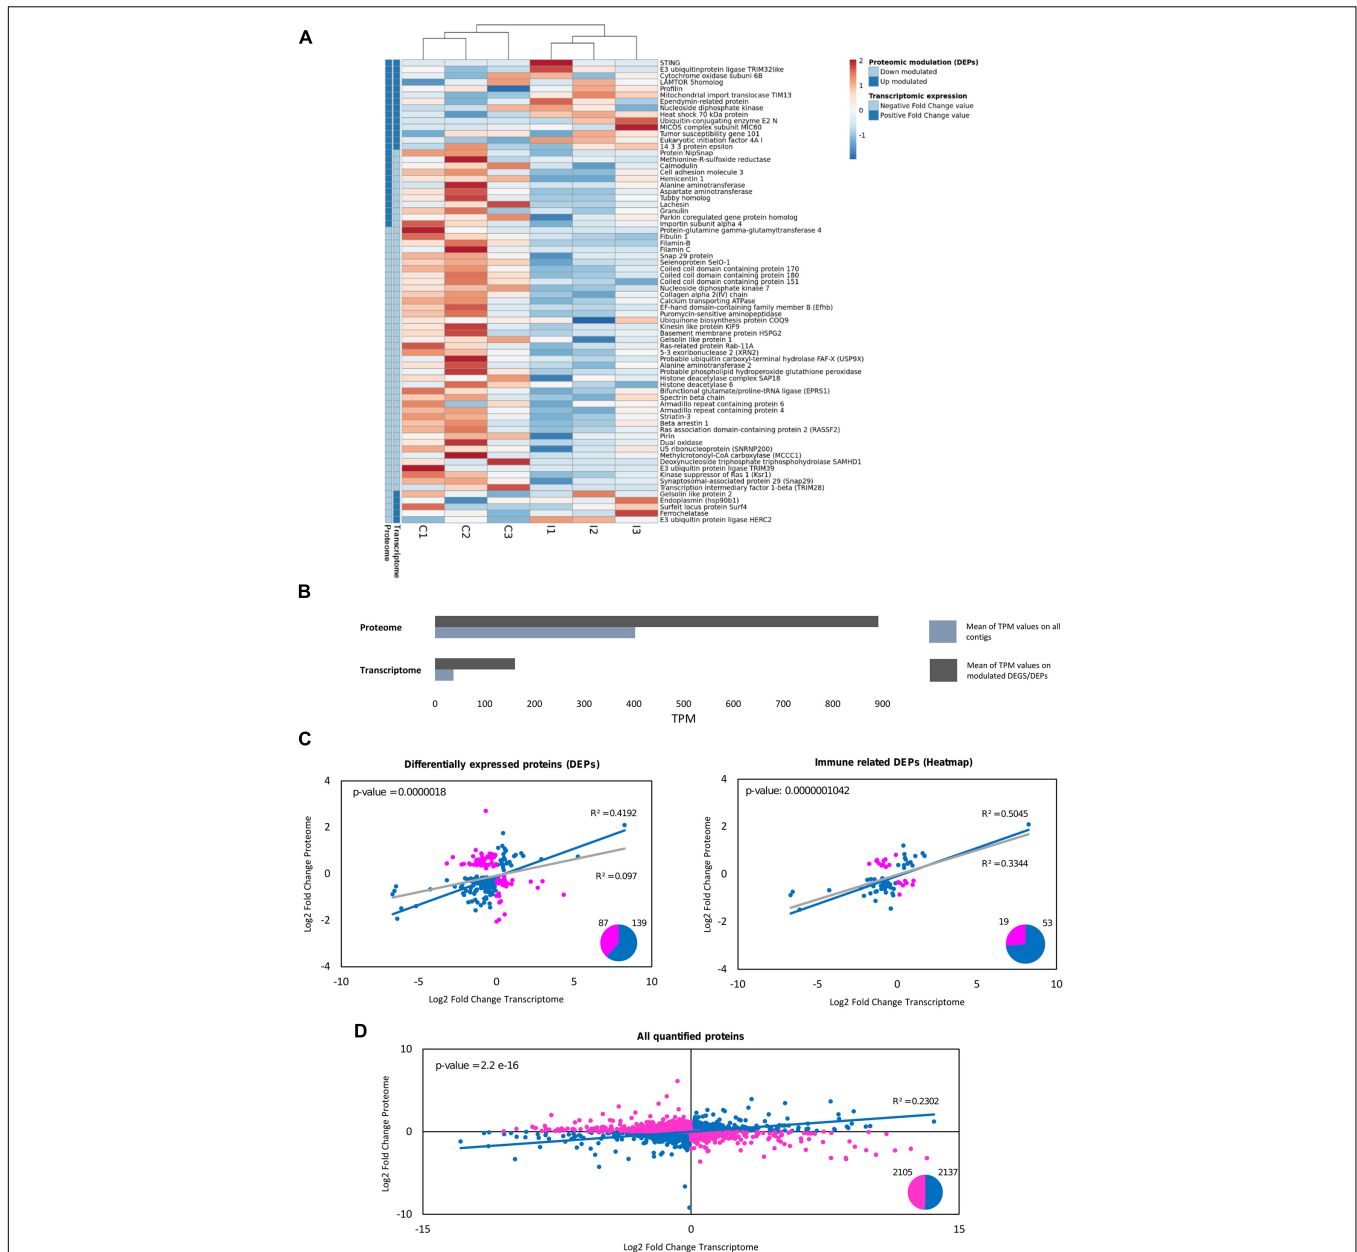 A
STING
E3 ubiquitinprotein ligase TRIM32like
Cytochrome oxidase subuni 6B
LAMTOR 5homolog
Profilin
Mitochondrial import translocase TIM13
Ependymin-related protein
Nucleoside diphosphate kinase
Heat shock 70 kDa protein
Ubiquitin-conjugating enzyme E2 N
MICOS complex subunit MIC60
Tumor susceptibility gene 101
Eukaryotic initiation factor 4A I
14 3 3 protein epsilon
Protein NipSnap
Methionine-R-sulfoxide reductase
Calmodulin
Cell adhesion molecule 3
Hemicentin 1
Alanine aminotransferase
Aspartate aminotransferase
Tubby homolog
Lachesin
Granulin
Parkin coregulated gene protein homolog
Importin subunit alpha 4
Protein-glutamine gamma-glutamyltransferase 4
Fibulin 1
Filamin-B
Filamin C
Snap 29 protein
Selenoprotein SelO-1
Coiled coil domain containing protein 170
Coiled coil domain containing protein 180
Coiled coil domain containing protein 151
Nucleoside diphosphate kinase 7
Collagen alpha 2(IV) chain
Calcium transporting ATPase
EF-hand domain-containing family member B (Efhb)
Puromycin-sensitive aminopeptidase
Ubiquinone biosynthesis protein COQ9
Kinesin like protein KIF9
Basement membrane protein HSPG2
Gelsolin like protein 1
Ras-related protein Rab-11A
5-3 exoribonuclease 2 (XRN2)
Probable ubiquitin carboxyl-terminal hydrolase FAF-X (USP9X)
Alanine aminotransferase 2
Probable phospholipid hydroperoxide glutathione peroxidase
Histone deacetylase complex SAP18
Histone deacetylase 6
Bifunctional glutamate/proline-tRNA ligase (EPRS1)
Spectrin beta chain
Armadillo repeat containing protein 6
Armadillo repeat containing protein 4
Striatin-3
Beta arrestin 1
Ras association domain-containing protein 2 (RASSF2)
Pirin
Dual oxidase
U5 ribonucleoprotein (SNRNP200)
Methylcrotonoyl-CoA carboxylase (MCCC1)
Deoxynucleoside triphosphate triphosphohydrolase SAMHD1
E3 ubiquitin protein ligase TRIM39
Kinase suppressor of Ras 1 (Ksr1)
Synaptosomal-associated protein 29 (Snap29)
Transcription intermediary factor 1-beta (TRIM28)
Gelsolin like protein 2
Endoplasmin (hsp90b1)
Surfeit locus protein Surf4
Ferrochelatase
E3 ubiquitin protein ligase HERC2
Proteome
Transcriptome
C1
C2
C3
I1
I2
I3
2
1
0
-1
Proteomic modulation (DEPs)
Down modulated
Up modulated
Transcriptomic expression
Negative Fold Change value
Positive Fold Change value
B
Proteome
Transcriptome
0 100 200 300 400 500 600 700 800 900
TPM
Mean of TPM values on all
contigs
Mean of TPM values on
modulated DEGS/DEPs
C
Differentially expressed proteins (DEPs)
p-value =0.0000018
R² =0.4192
R² =0.097
87 139
4
2
0
-2
-4
-10 -5 0 5 10
Log2 Fold Change Proteome
Log2 Fold Change Transcriptome
Immune related DEPs (Heatmap)
p-value: 0.0000001042
R² =0.5045
R² =0.3344
19 53
4
2
0
-2
-4
-10 -5 0 5 10
Log2 Fold Change Proteome
Log2 Fold Change Transcriptome
D
All quantified proteins
p-value =2.2 e-16
R² =0.2302
2105 2137
10
0
-10
-15 0 15
Log2 Fold Change Proteome
Log2 Fold Change Transcriptome